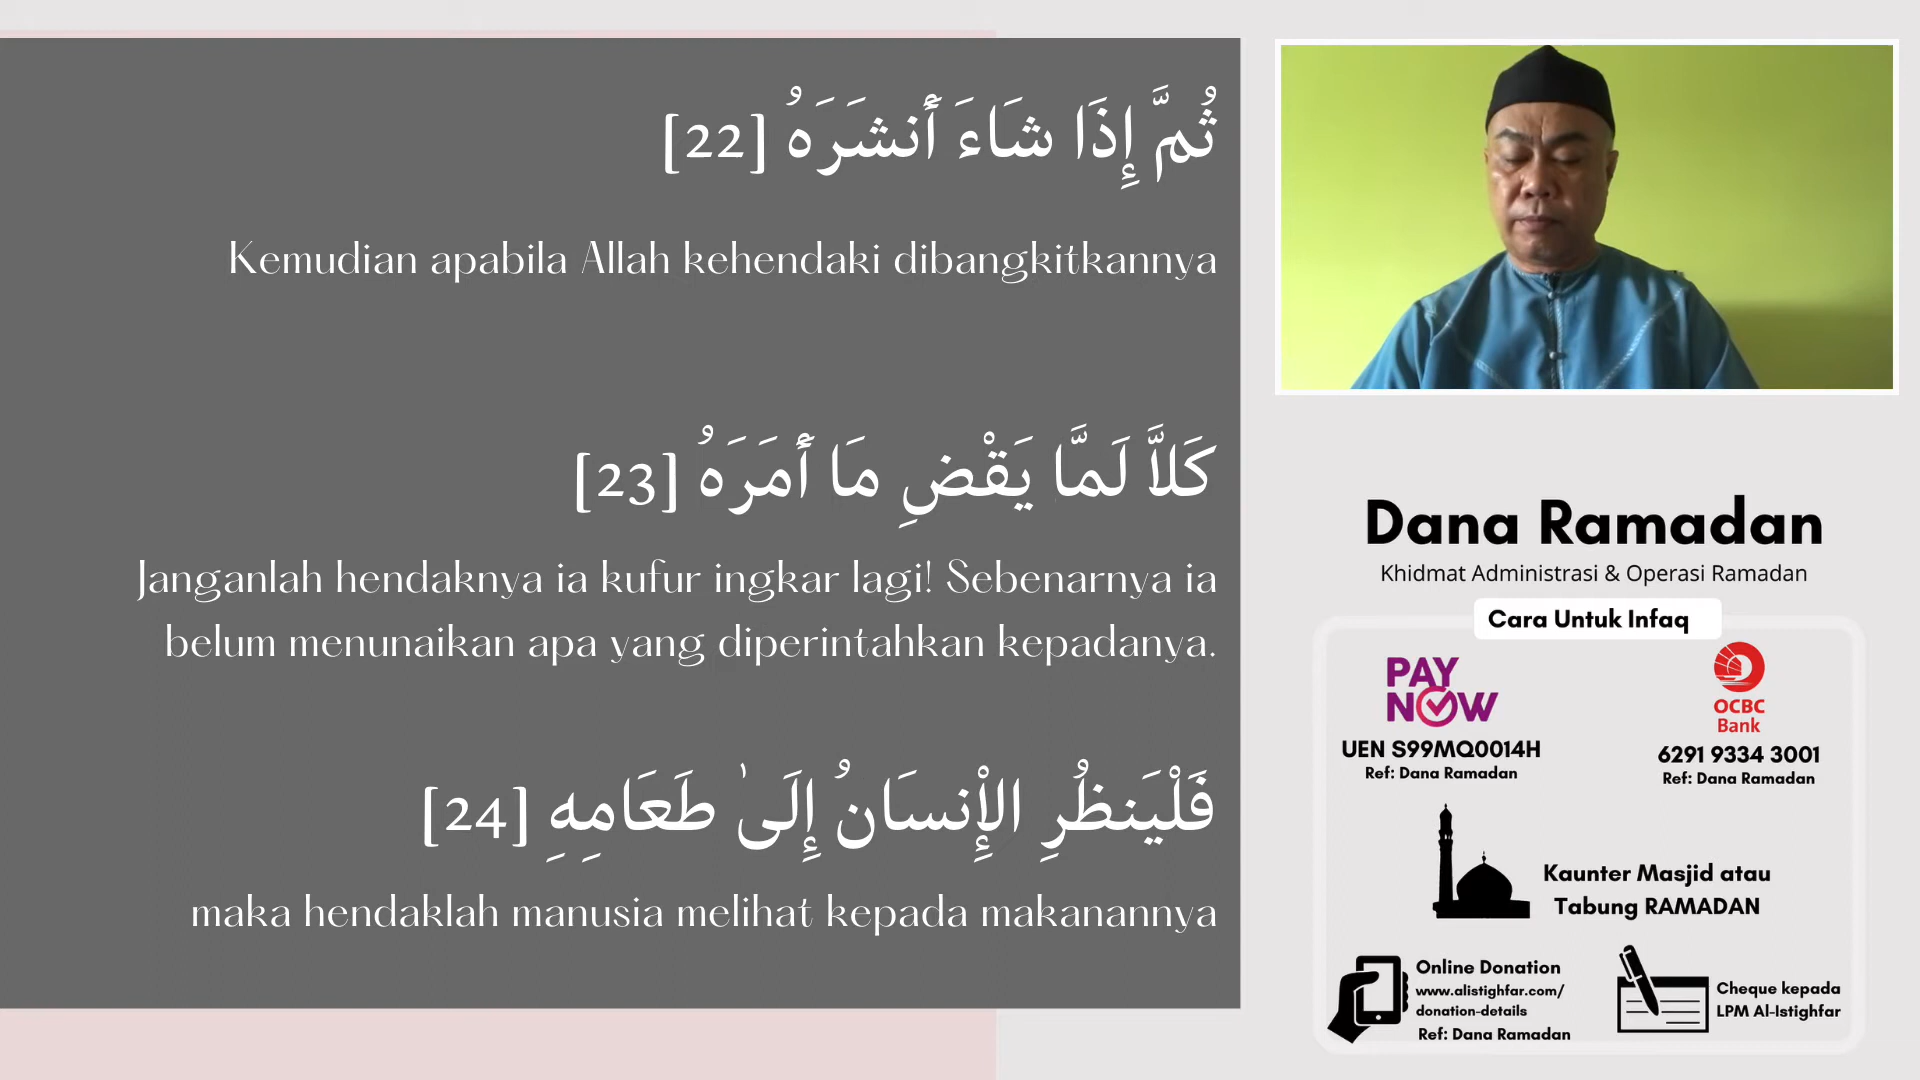 ثُمَّ إِذَا شَاءَ أَنشَرَهُ [22]
Kemudian apabila Allah kehendaki dibangkitkannya
كَلاَّ لَمَّا يَقْضِ مَا أَمَرَهُ [23]
Janganlah hendaknya ia kufur ingkar lagi! Sebenarnya ia
belum menunaikan apa yang diperintahkan kepadanya.
فَلْيَنظُرِ الإِْنسَانُ إِلَىٰ طَعَامِهِ [24]
maka hendaklah manusia melihat kepada makanannya
Dana Ramadan
Khidmat Administrasi & Operasi Ramadan
Cara Untuk Infaq
PAY
NOW
UEN S99MQ0014H
Ref: Dana Ramadan
OCBC
Bank
6291 9334 3001
Ref: Dana Ramadan
Kaunter Masjid atau
Tabung RAMADAN
Online Donation
www.alistighfar.com/
donation-details
Ref: Dana Ramadan
Cheque kepada
LPM Al-Istighfar